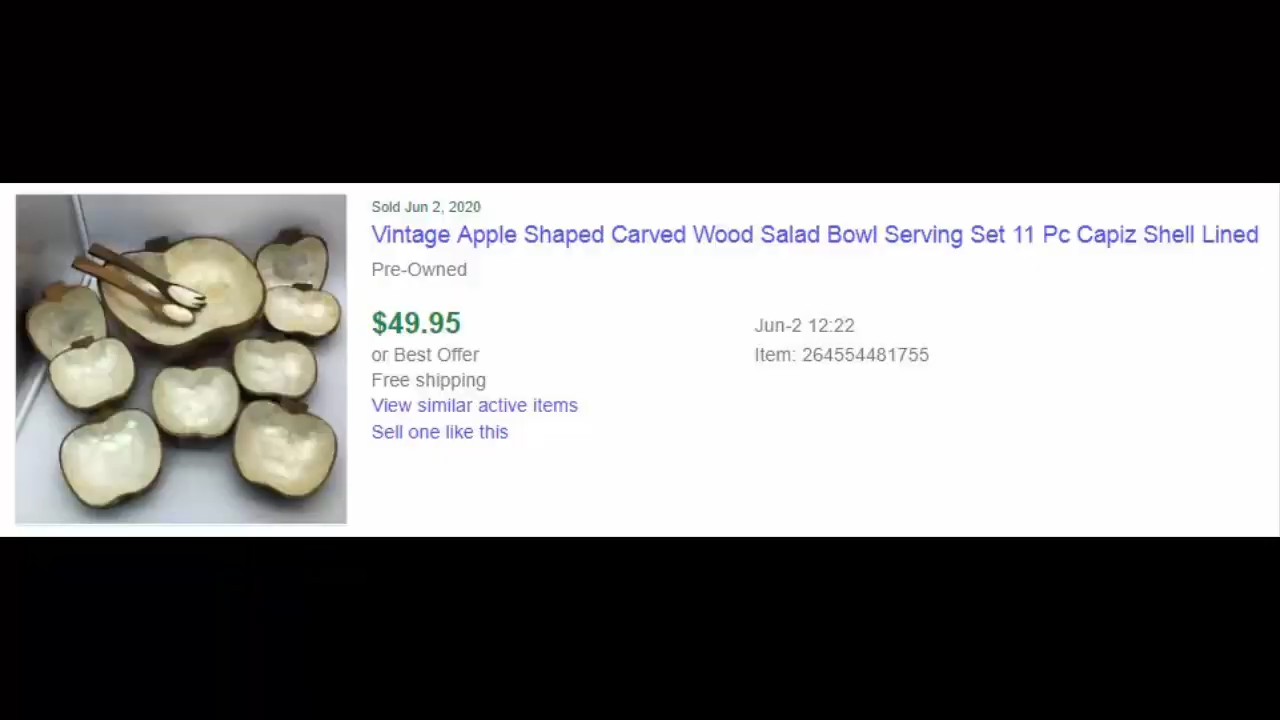 Sold Jun 2, 2020
Vintage Apple Shaped Carved Wood Salad Bowl Serving Set 11 Pc Capiz Shell Lined
Pre-Owned
$49.95
or Best Offer
Free shipping
View similar active items
Sell one like this
Jun-2 12:22
Item: 264554481755